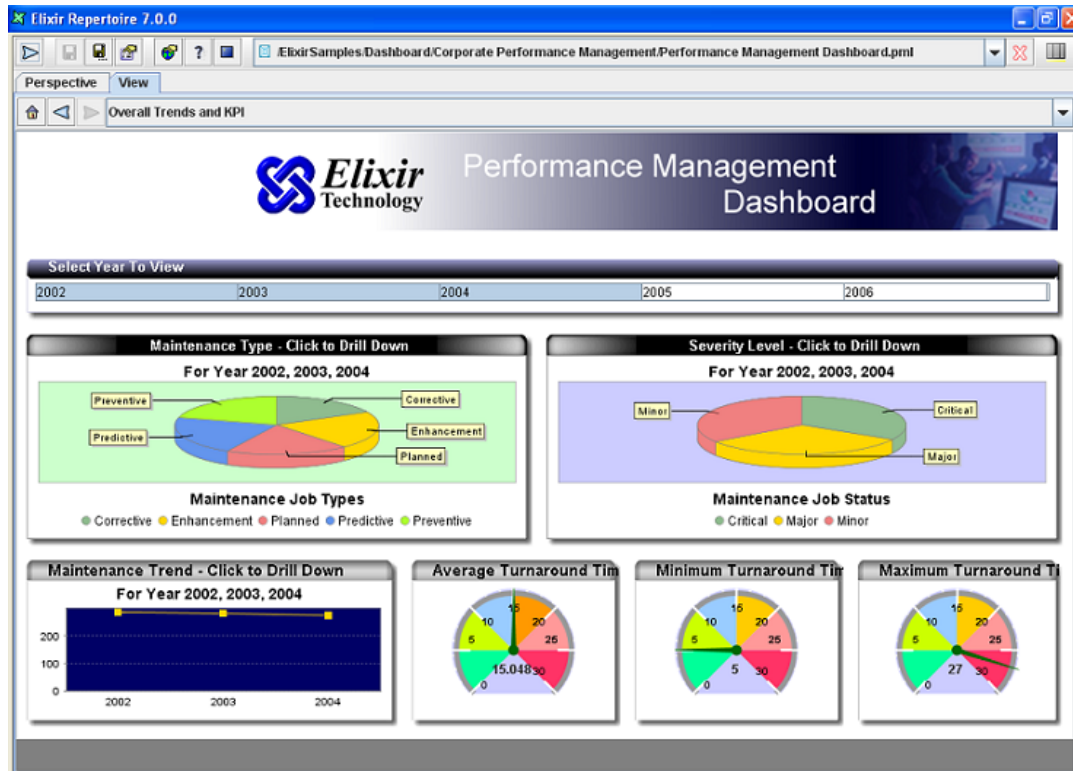 Elixir Repertoire 7.0.0
/ElixirSamples/Dashboard/Corporate Performance Management/Performance Management Dashboard.pml
Perspective View
Overall Trends and KPI
Elixir
Technology
Performance Management
Dashboard
Select Year To View
2002 2003 2004 2005 2006
Maintenance Type - Click to Drill Down
For Year 2002, 2003, 2004
Preventive
Corrective
Enhancement
Predictive
Planned
Maintenance Job Types
Corrective Enhancement Planned Predictive Preventive
Severity Level - Click to Drill Down
For Year 2002, 2003, 2004
Minor
Critical
Major
Maintenance Job Status
Critical Major Minor
Maintenance Trend - Click to Drill Down
For Year 2002, 2003, 2004
200
100
0
2002 2003 2004
Average Turnaround Tim
15
10 20
5 25
15.048 30
0
Minimum Turnaround Tir
15
10 20
5 25
5 30
0
Maximum Turnaround Ti
15
10 20
5 25
27 30
0